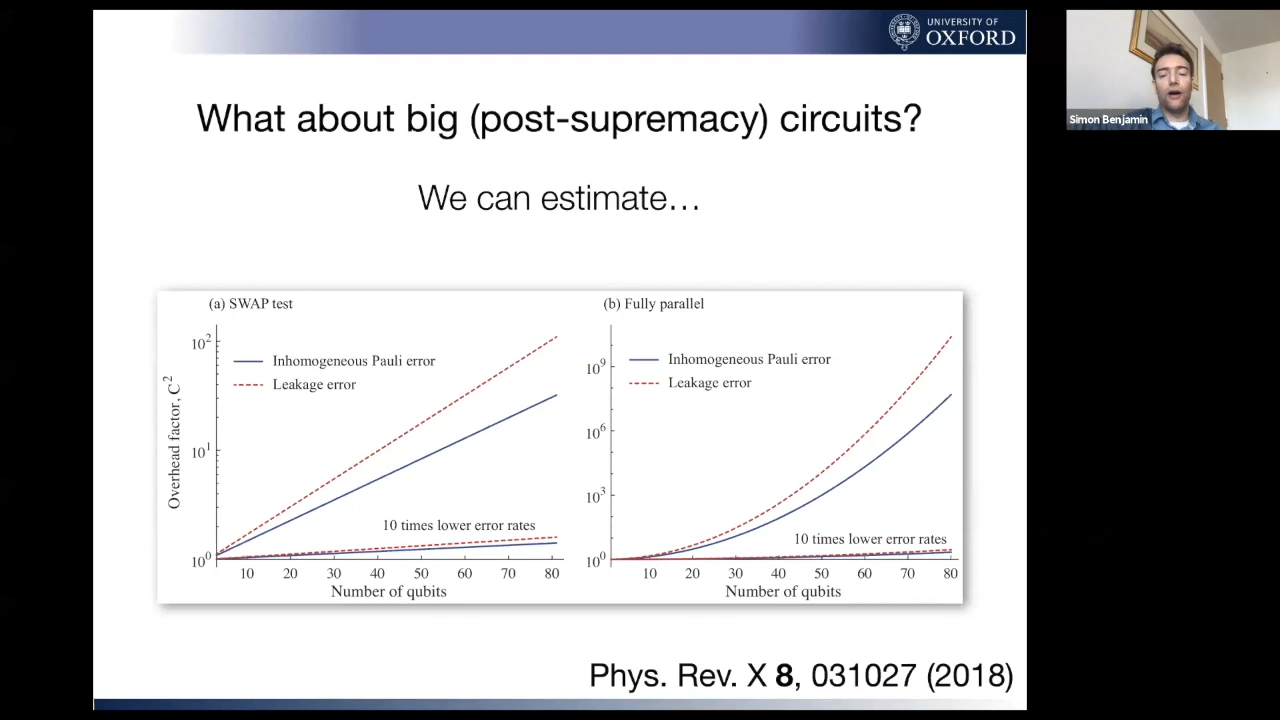 UNIVERSITY OF
OXFORD
Simon Benjamin
What about big (post-supremacy) circuits?
We can estimate…
(a) SWAP test
10²
Inhomogeneous Pauli error
Leakage error
Overhead factor, C²
10¹
10 times lower error rates
10⁰
10 20 30 40 50 60 70 80
Number of qubits
(b) Fully parallel
Inhomogeneous Pauli error
10⁹
Leakage error
10⁶
10³
10 times lower error rates
10⁰
10 20 30 40 50 60 70 80
Number of qubits
Phys. Rev. X 8, 031027 (2018)